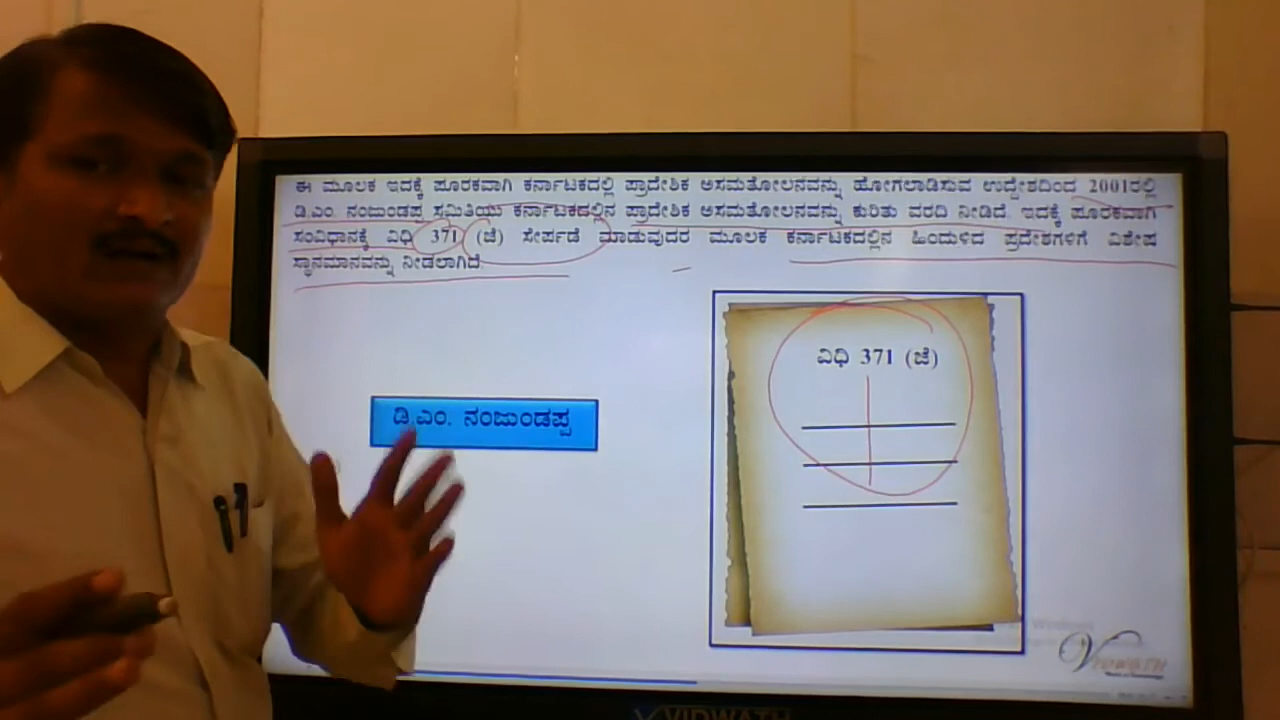 ಈ ಮೂಲಕ ಇದಕ್ಕೆ ಪೂರಕವಾಗಿ ಕರ್ನಾಟಕದಲ್ಲಿ ಪ್ರಾದೇಶಿಕ ಅಸಮತೋಲನವನ್ನು ಹೋಗಲಾಡಿಸುವ ಉದ್ದೇಶದಿಂದ 2001ರಲ್ಲಿ
ಡಿ.ಎಂ. ನಂಜುಂಡಪ್ಪ ಸಮಿತಿಯು ಕರ್ನಾಟಕದಲ್ಲಿನ ಪ್ರಾದೇಶಿಕ ಅಸಮತೋಲನವನ್ನು ಕುರಿತು ವರದಿ ನೀಡಿದೆ. ಇದಕ್ಕೆ ಪೂರಕವಾಗಿ
ಸಂವಿಧಾನಕ್ಕೆ ವಿಧಿ 371 (ಜೆ) ಸೇರ್ಪಡೆ ಮಾಡುವುದರ ಮೂಲಕ ಕರ್ನಾಟಕದಲ್ಲಿನ ಹಿಂದುಳಿದ ಪ್ರದೇಶಗಳಿಗೆ ವಿಶೇಷ
ಸ್ಥಾನಮಾನವನ್ನು ನೀಡಲಾಗಿದೆ.
ವಿಧಿ 371 (ಜೆ)
ಡಿ.ಎಂ. ನಂಜುಂಡಪ್ಪ
VIDWATH
VIDWATH